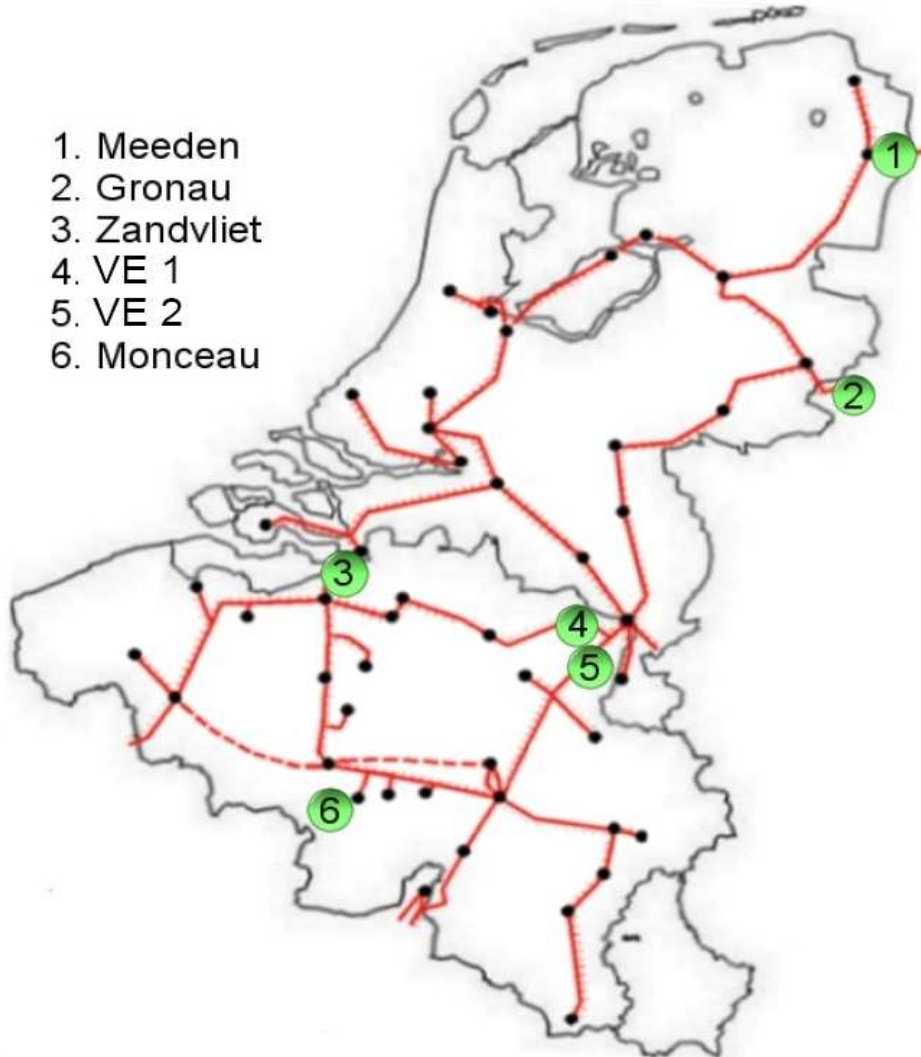 1. Meeden
2. Gronau
3. Zandvliet
4. VE 1
5. VE 2
6. Monceau
1
2
3
4
5
6